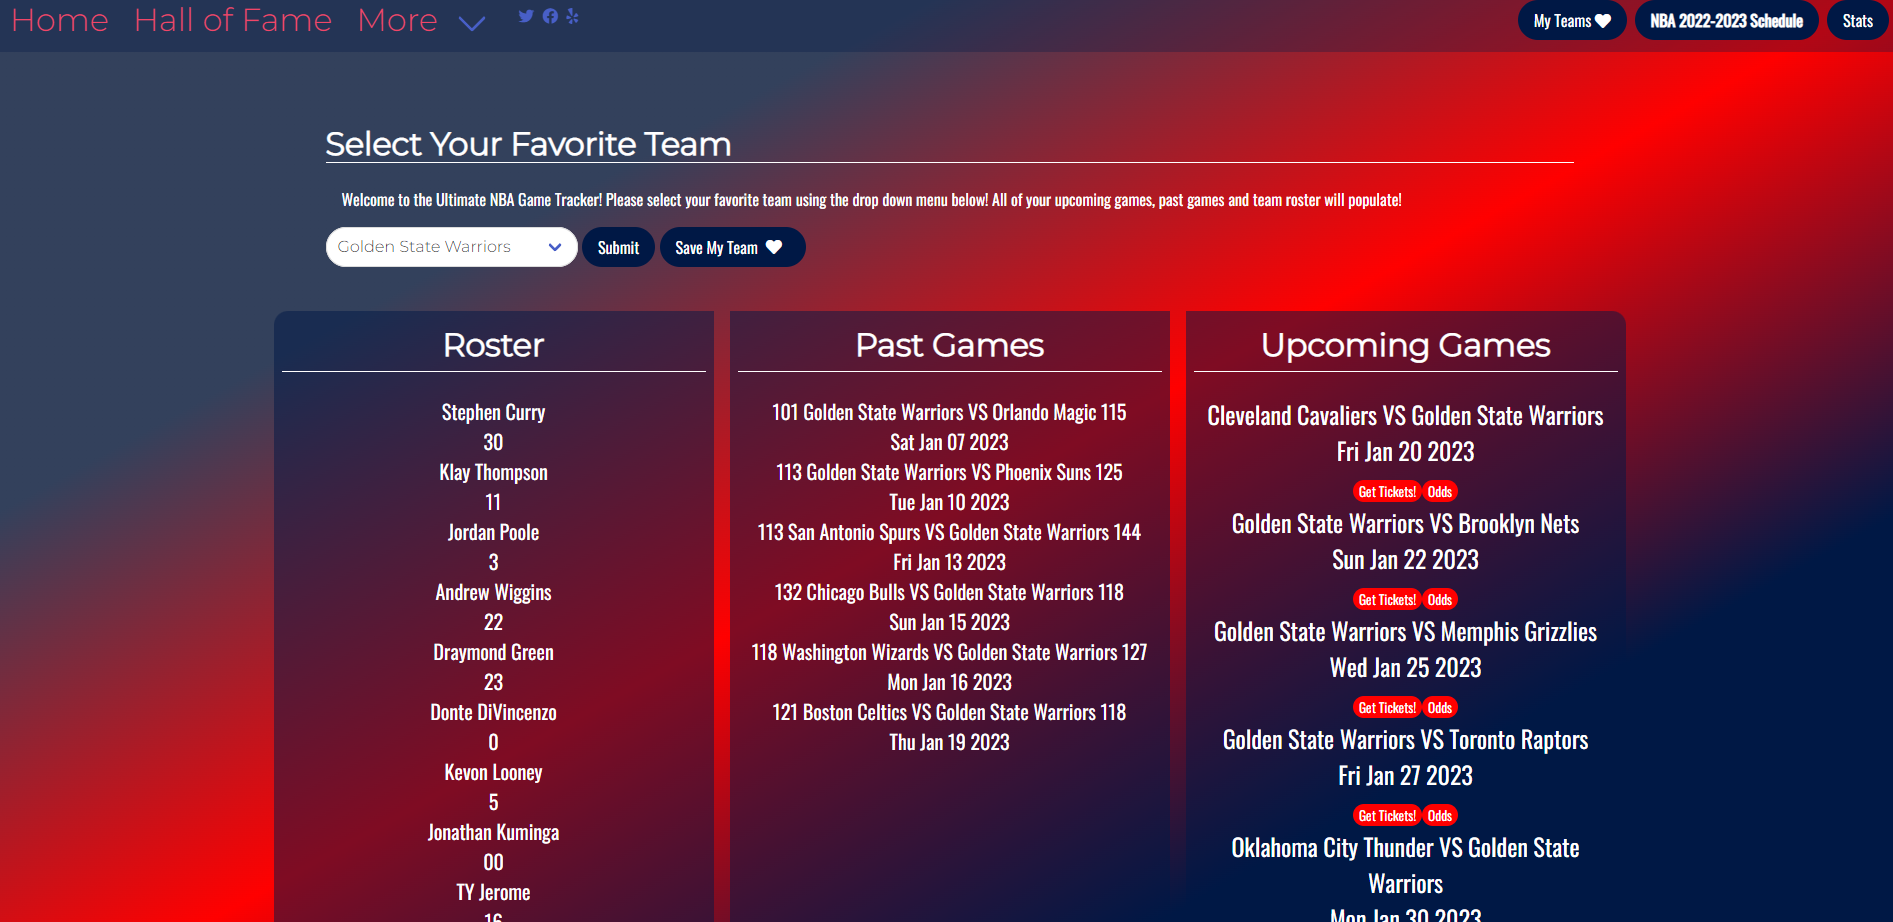 Home Hall of Fame More
My Teams NBA 2022-2023 Schedule Stats
Select Your Favorite Team
Welcome to the Ultimate NBA Game Tracker! Please select your favorite team using the drop down menu below! All of your upcoming games, past games and team roster will populate!
Golden State Warriors Submit Save My Team
Roster
Stephen Curry
30
Klay Thompson
11
Jordan Poole
3
Andrew Wiggins
22
Draymond Green
23
Donte DiVincenzo
0
Kevon Looney
5
Jonathan Kuminga
00
TY Jerome
16
Past Games
101 Golden State Warriors VS Orlando Magic 115
Sat Jan 07 2023
113 Golden State Warriors VS Phoenix Suns 125
Tue Jan 10 2023
113 San Antonio Spurs VS Golden State Warriors 144
Fri Jan 13 2023
132 Chicago Bulls VS Golden State Warriors 118
Sun Jan 15 2023
118 Washington Wizards VS Golden State Warriors 127
Mon Jan 16 2023
121 Boston Celtics VS Golden State Warriors 118
Thu Jan 19 2023
Upcoming Games
Cleveland Cavaliers VS Golden State Warriors
Fri Jan 20 2023
Get Tickets! Odds
Golden State Warriors VS Brooklyn Nets
Sun Jan 22 2023
Get Tickets! Odds
Golden State Warriors VS Memphis Grizzlies
Wed Jan 25 2023
Get Tickets! Odds
Golden State Warriors VS Toronto Raptors
Fri Jan 27 2023
Get Tickets! Odds
Oklahoma City Thunder VS Golden State
Warriors
Mon Jan 30 2023